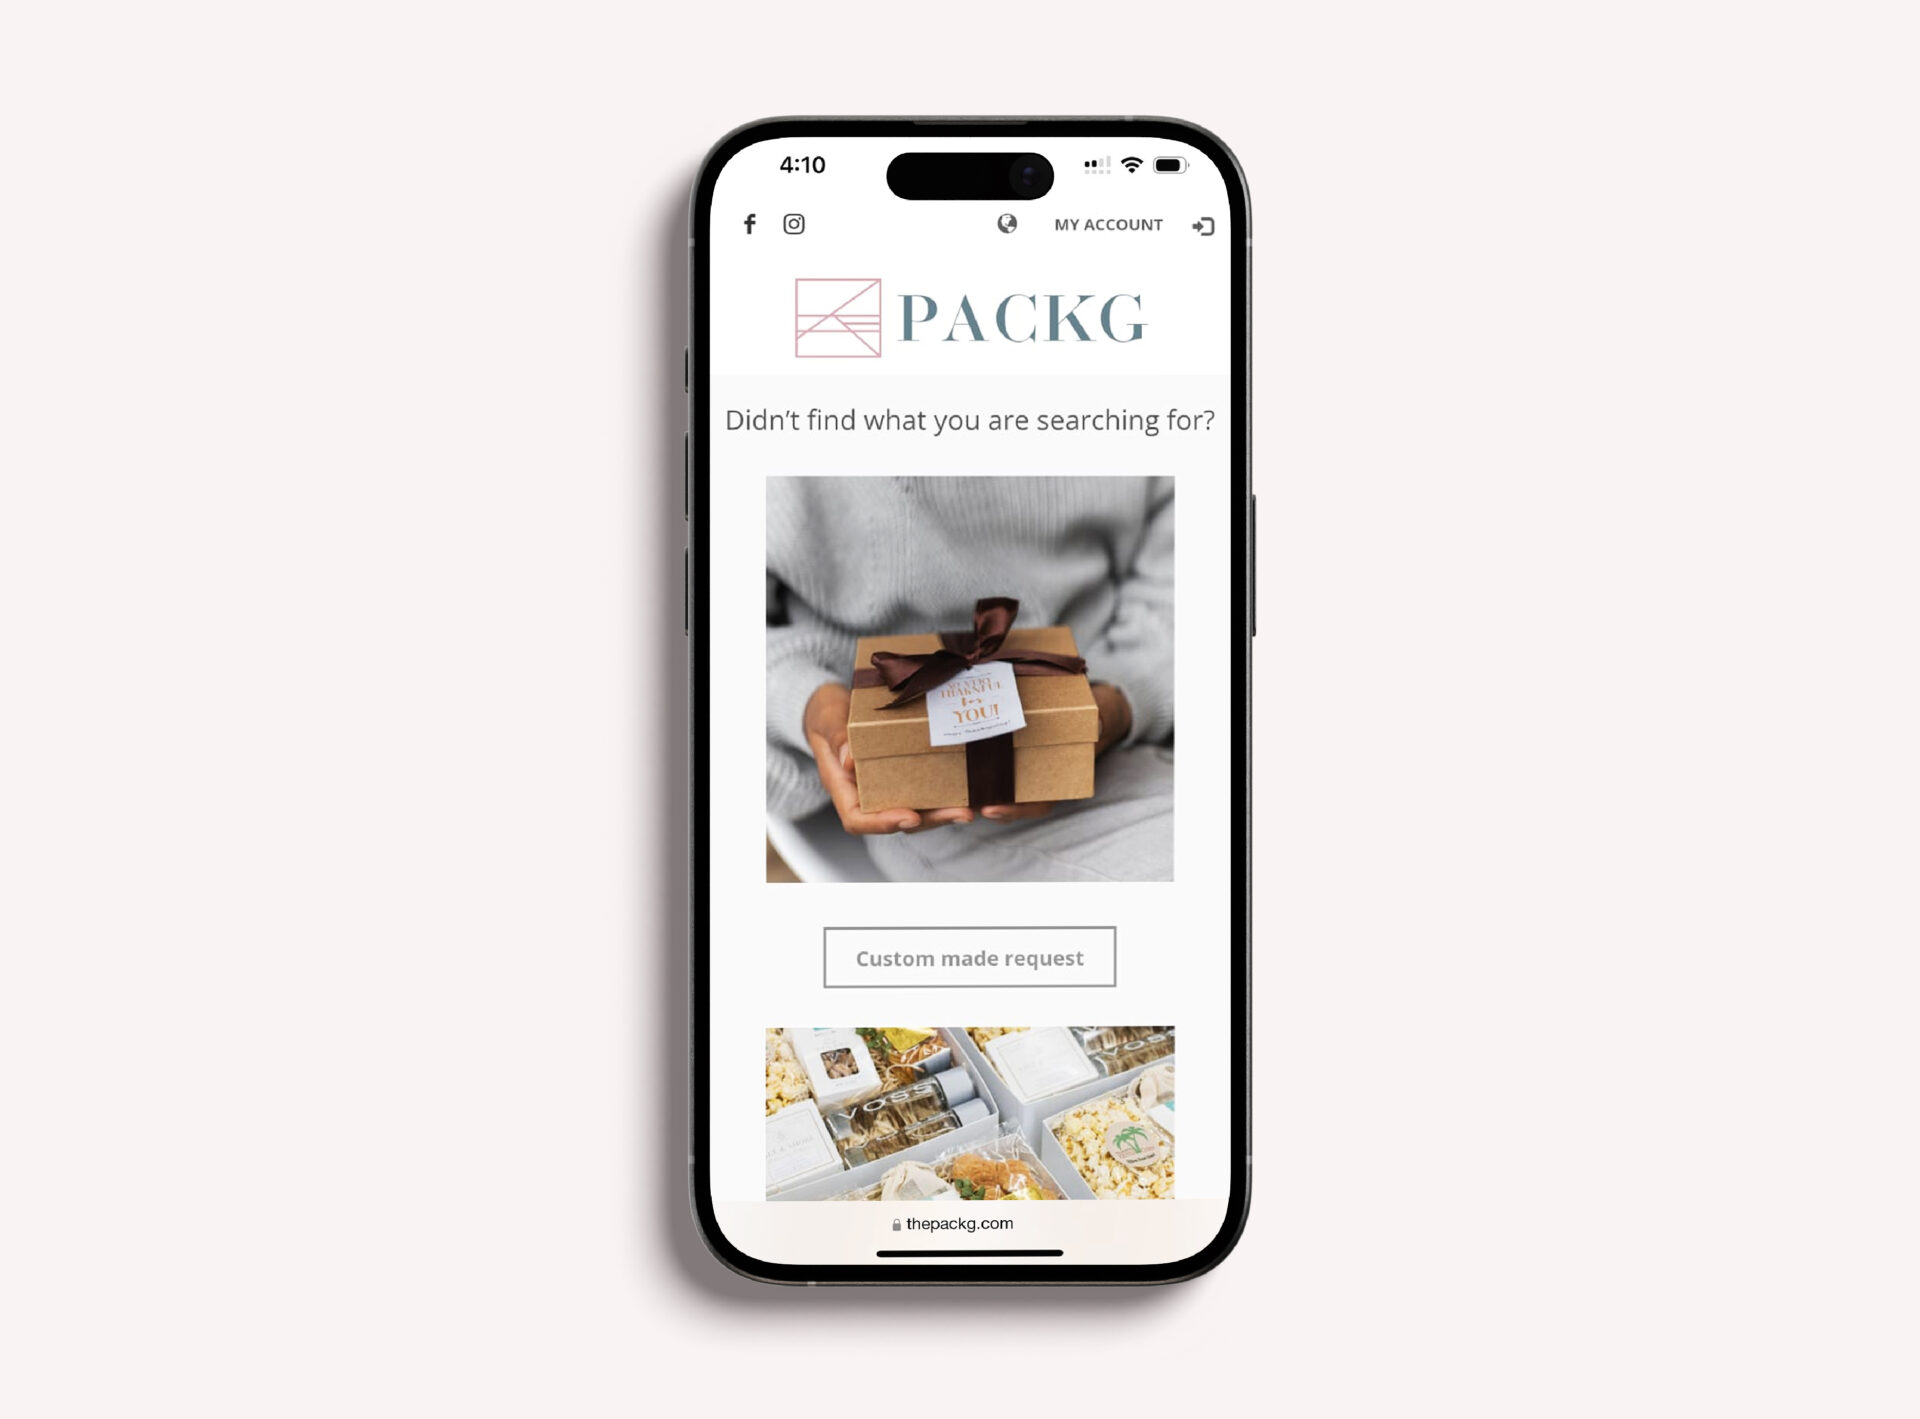 4:10
MY ACCOUNT
PACKG
Didn't find what you are searching for?
SO VERY
THANKFUL
for
YOU!
Custom made request
VOSS
VOSS
thepackg.com